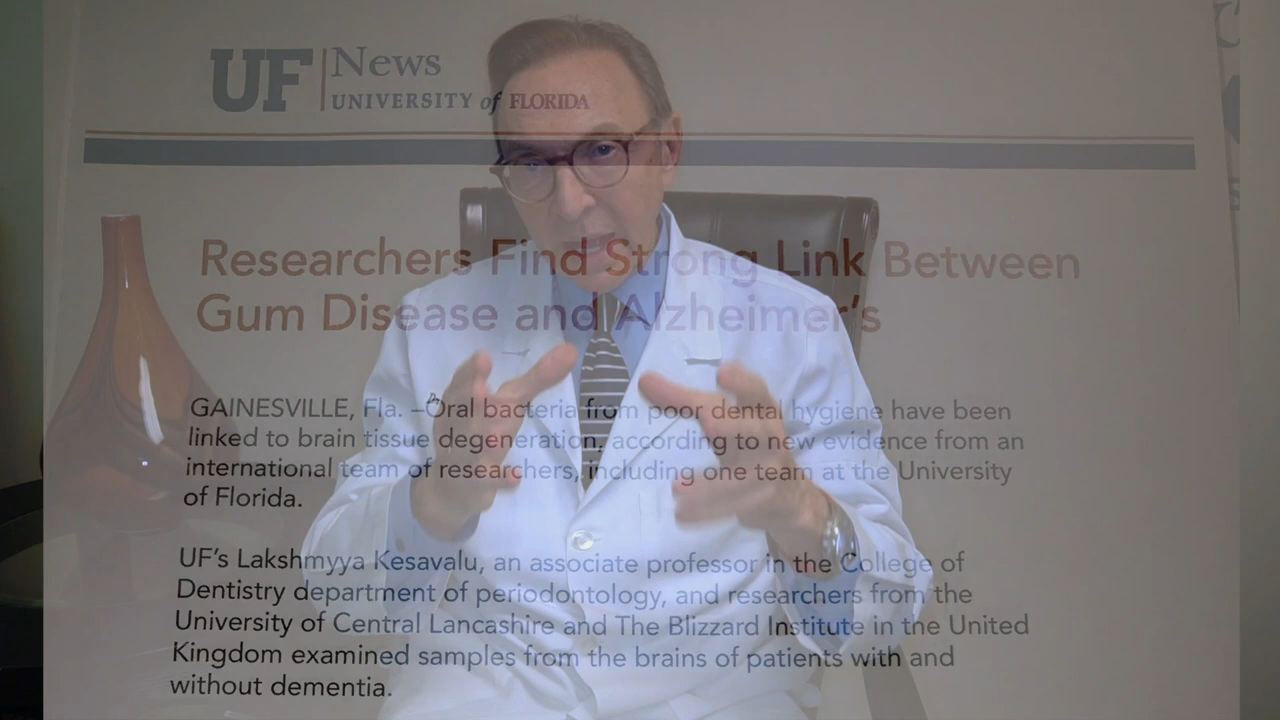 UF News
UNIVERSITY of FLORIDA
Researchers Find Strong Link Between
Gum Disease and Alzheimer's
GAINESVILLE, Fla. –Oral bacteria from poor dental hygiene have been
linked to brain tissue degeneration, according to new evidence from an
international team of researchers, including one team at the University
of Florida.
UF's Lakshmyya Kesavalu, an associate professor in the College of
Dentistry department of periodontology, and researchers from the
University of Central Lancashire and The Blizzard Institute in the United
Kingdom examined samples from the brains of patients with and
without dementia.